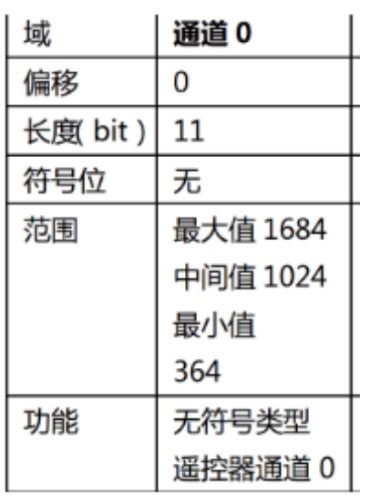 域 通道 0
偏移 0
长度( bit ) 11
符号位 无
范围 最大值 1684
中间值 1024
最小值
364
功能 无符号类型
遥控器通道 0